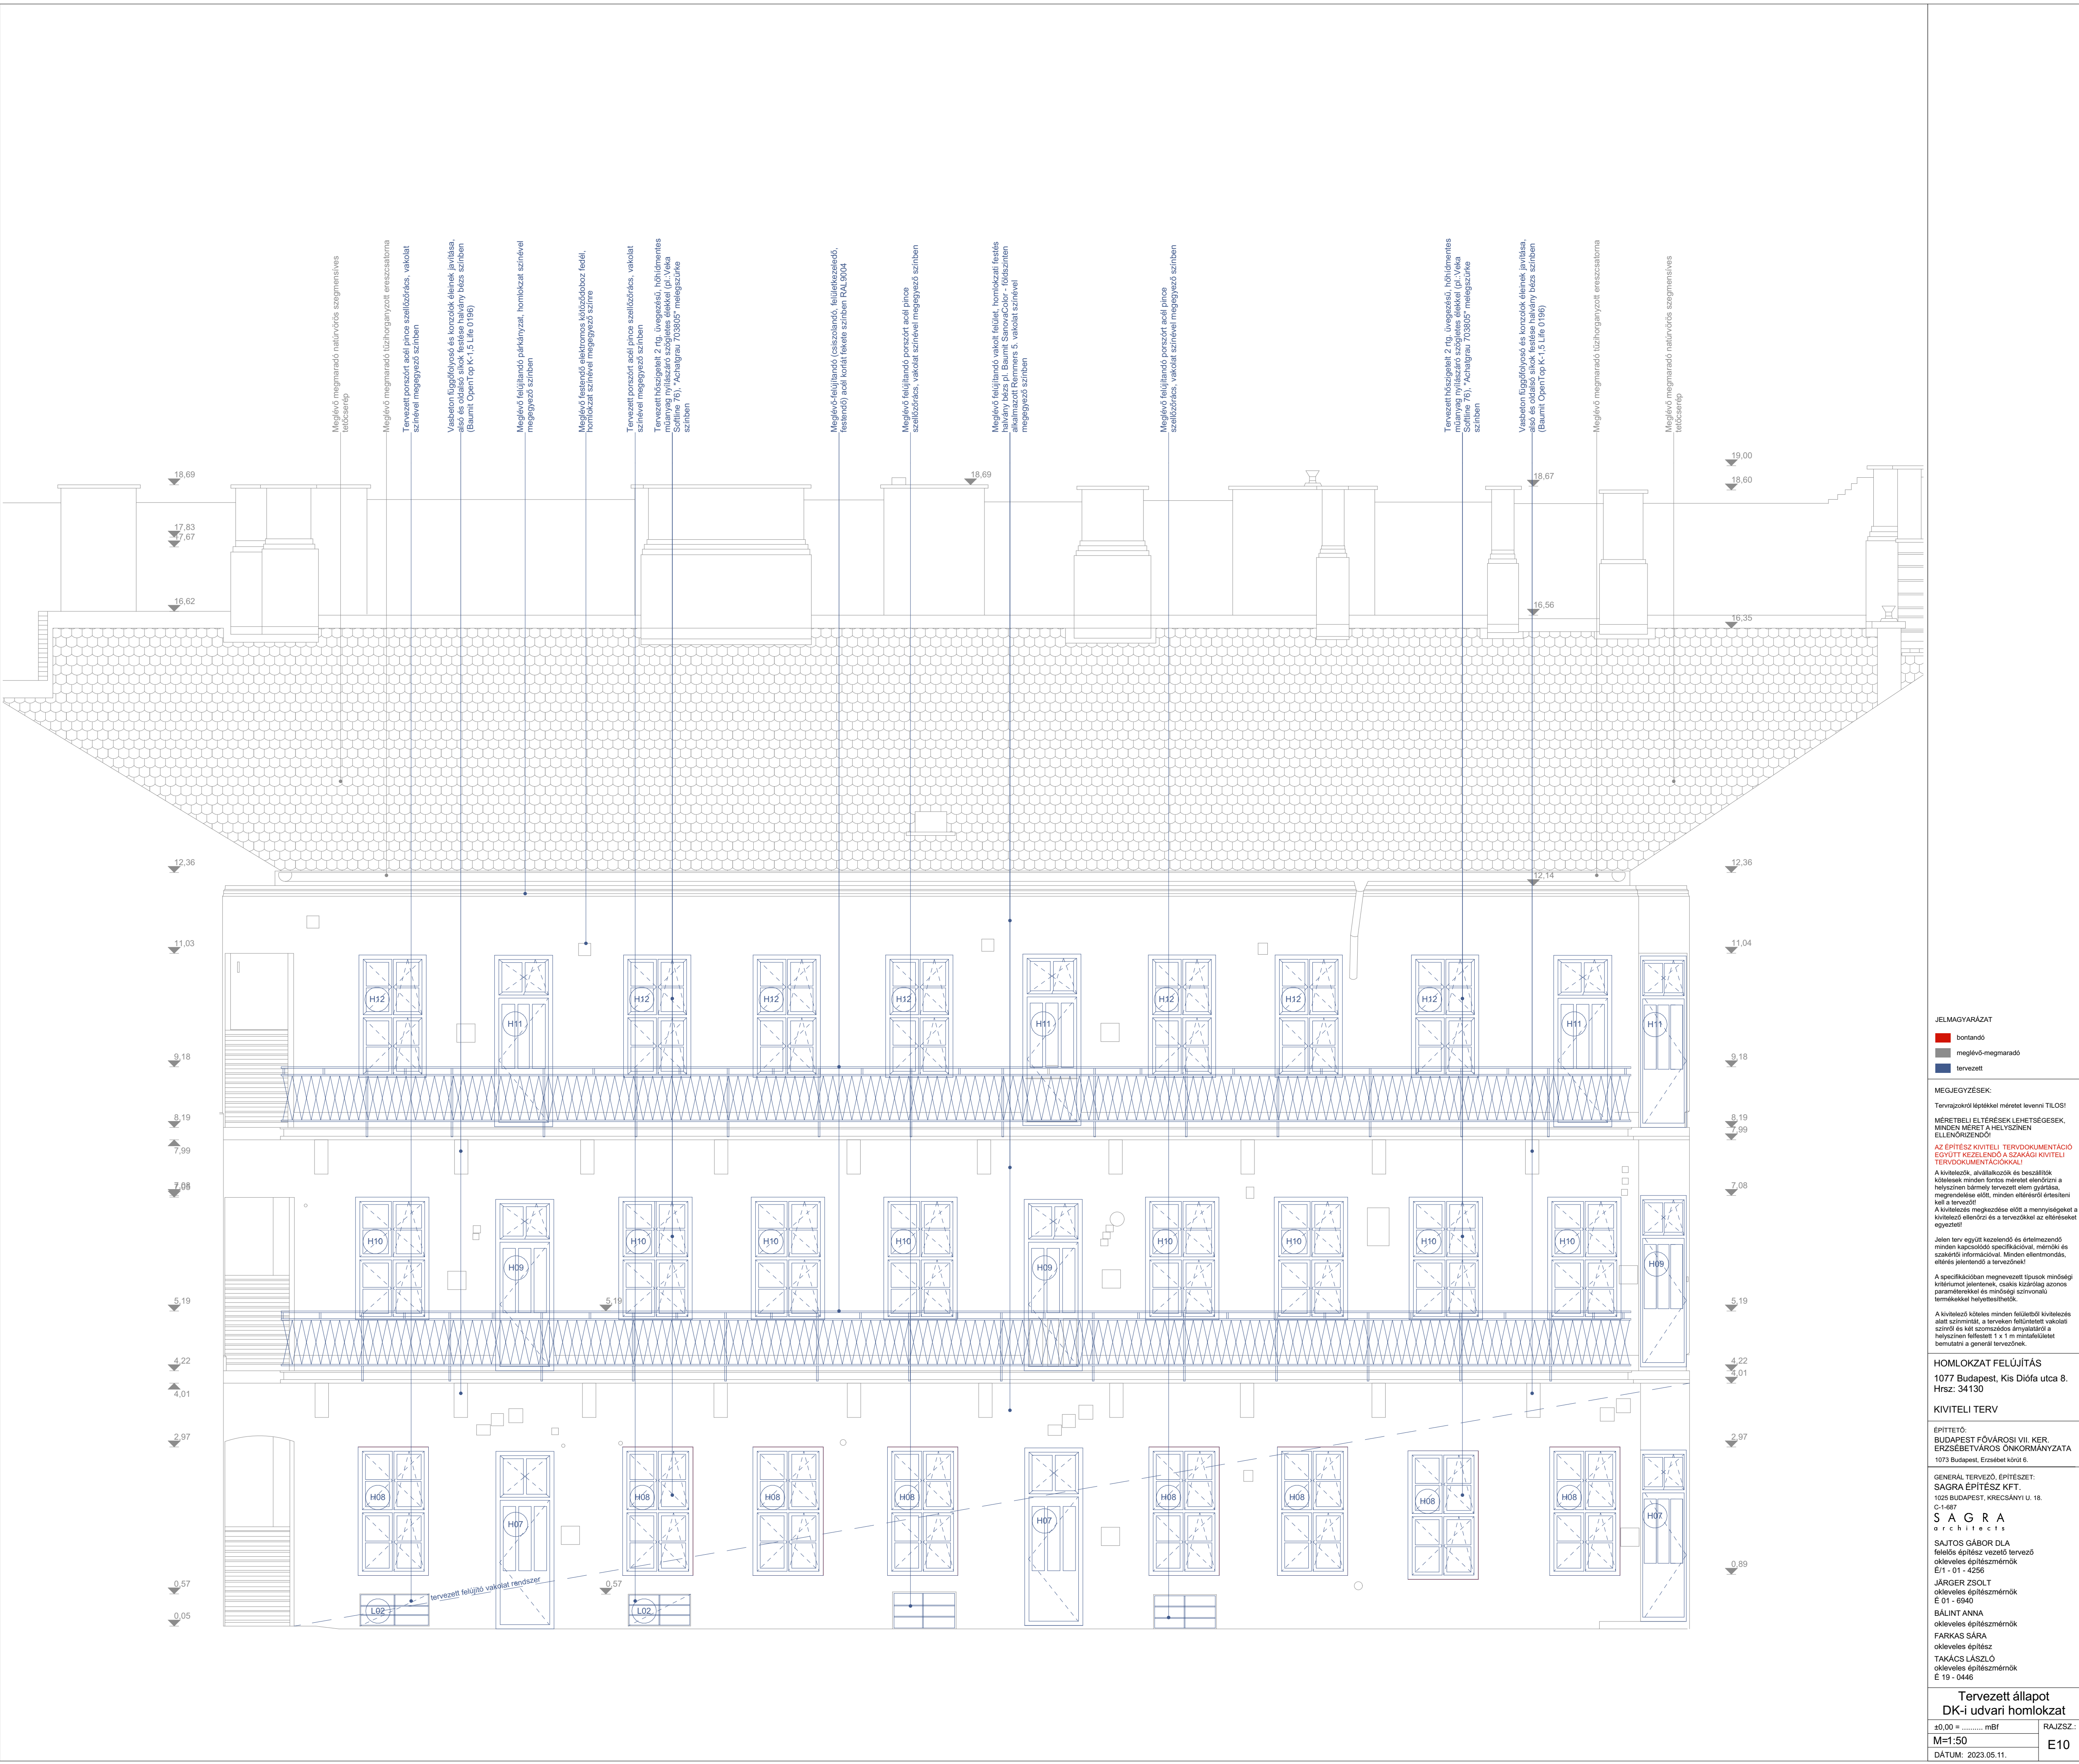 Meglévő megmaradó natúrvörös szegmensíves
tetőcserép
Meglévő megmaradó tűzihorganyzott ereszcsatorna
Tervezett porszórt acél pince szellőzőrács, vakolat
színével megegyező színben
Vasbeton függőfolyosó és konzolok éleinek javítása,
alsó és oldalsó síkok festése halvány bézs színben
(Baumit OpenTop K-1,5 Life 0196)
Meglévő felújítandó párkányzat, homlokzat színével
megegyező színben
Meglévő festendő elektromos kötőződoboz fedél,
homlokzat színével megegyező színre
Tervezett porszórt acél pince szellőzőrács, vakolat
színével megegyező színben
Tervezett hőszigetelt 2 rtg. üvegezésű, hőhídmentes
műanyag nyílászáró szögletes élekkel (pl.:Veka
Softline 76), "Achatgrau 703805" melegszürke
színben
Meglévő-felújítandó (csiszolandó, felületkezeledő,
festendő) acél korlát fekete színben RAL9004
Meglévő felújítandó porszórt acél pince
szellőzőrács, vakolat színével megegyező színben
Meglévő felújítandó vakolt felület, homlokzati festés
halvány bézs pl. Baumit SanovaColor - földszinten
alkalmazott Remmers 5. vakolat színével
megegyező színben
Meglévő felújítandó porszórt acél pince
szellőzőrács, vakolat színével megegyező színben
Tervezett hőszigetelt 2 rtg. üvegezésű, hőhídmentes
műanyag nyílászáró szögletes élekkel (pl.:Veka
Softline 76), "Achatgrau 703805" melegszürke
színben
Vasbeton függőfolyosó és konzolok éleinek javítása,
alsó és oldalsó síkok festése halvány bézs színben
(Baumit OpenTop K-1,5 Life 0196)
Meglévő megmaradó tűzihorganyzott ereszcsatorna
Meglévő megmaradó natúrvörös szegmensíves
tetőcserép
19,00
18,69 18,69 18,67 18,60
17,83
17,67
16,62 16,56 16,35
12,36 12,36
12,14
11,03 11,04
H12 H11 H12 H12 H12 H11 H12 H12 H12 H11 H11
9,18 9,18
8,19 8,19
7,99 7,99
7,08 7,08
H10 H09 H10 H10 H10 H09 H10 H10 H10 H10 H09
5,19 5,19 5,19
4,22 4,22
4,01 4,01
2,97 2,97
H08 H07 H08 H08 H08 H07 H08 H08 H08 H08 H07
0,57 0,57 0,89
tervezett felújító vakolat rendszer
0,05
L02 L02
JELMAGYARÁZAT
bontandó
meglévő-megmaradó
tervezett
MEGJEGYZÉSEK:
Tervrajzokról léptékkel méretet levenni TILOS!
MÉRETBELI ELTÉRÉSEK LEHETSÉGESEK,
MINDEN MÉRET A HELYSZÍNEN
ELLENŐRIZENDŐ!
AZ ÉPÍTÉSZ KIVITELI TERVDOKUMENTÁCIÓ
EGYÜTT KEZELENDŐ A SZAKÁGI KIVITELI
TERVDOKUMENTÁCIÓKKAL!
A kivitelezők, alvállalkozóik és beszállítók
kötelesek minden fontos méretet elenőrizni a
helyszínen bármely tervezett elem gyártása,
megrendelése előtt, minden eltérésről értesíteni
kell a tervezőt!
A kivitelezés megkezdése előtt a mennyiségeket a
kivitelező ellenőrzi és a tervezőkkel az eltéréseket
egyezteti!
Jelen terv együtt kezelendő és értelmezendő
minden kapcsolódó specifikációval, mérnöki és
szakértői információval. Minden ellentmondás,
eltérés jelentendő a tervezőnek!
A specifikációban megnevezett típusok minőségi
kritériumot jelentenek, csakis kizárólag azonos
paraméterekkel és minőségi színvonalú
termékekkel helyettesíthetők.
A kivitelező köteles minden felületből kivitelezés
alatt színmintát, a terveken feltüntetett vakolati
színről és két szomszédos árnyalatáról a
helyszínen felfestett 1 x 1 m mintafelületet
bemutatni a generál tervezőnek.
HOMLOKZAT FELÚJÍTÁS
1077 Budapest, Kis Diófa utca 8.
Hrsz: 34130
KIVITELI TERV
ÉPÍTTETŐ:
BUDAPEST FŐVÁROSI VII. KER.
ERZSÉBETVÁROS ÖNKORMÁNYZATA
1073 Budapest, Erzsébet körút 6.
GENERÁL TERVEZŐ, ÉPÍTÉSZET:
SAGRA ÉPÍTÉSZ KFT.
1025 BUDAPEST, KRECSÁNYI U. 18.
C-1-687
SAGRA
architects
SAJTOS GÁBOR DLA
felelős építész vezető tervező
okleveles építészmérnök
É/1 - 01 - 4256
JÄRGER ZSOLT
okleveles építészmérnök
É 01 - 6940
BÁLINT ANNA
okleveles építészmérnök
FARKAS SÁRA
okleveles építész
TAKÁCS LÁSZLÓ
okleveles építészmérnök
É 19 - 0446
Tervezett állapot
DK-i udvari homlokzat
±0,00 = .......... mBf
RAJZSZ.:
M=1:50
E10
DÁTUM: 2023.05.11.